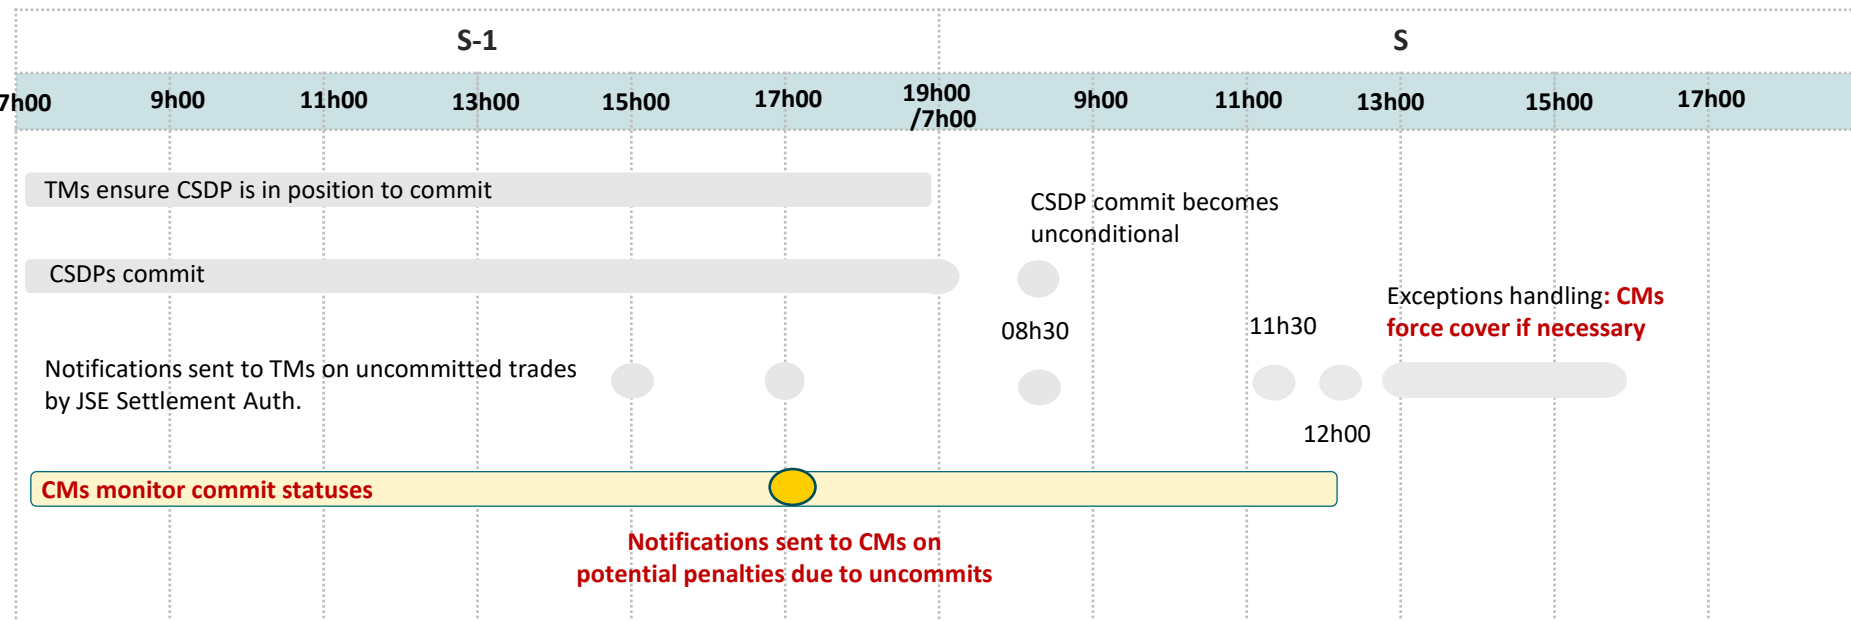 S-1
S
7h00
9h00
11h00
13h00
15h00
17h00
19h00
/7h00
9h00
11h00
13h00
15h00
17h00
TMs ensure CSDP is in position to commit
CSDP commit becomes
unconditional
CSDPs commit
08h30
11h30
Exceptions handling: CMs
force cover if necessary
Notifications sent to TMs on uncommitted trades
by JSE Settlement Auth.
12h00
CMs monitor commit statuses
Notifications sent to CMs on
potential penalties due to uncommits